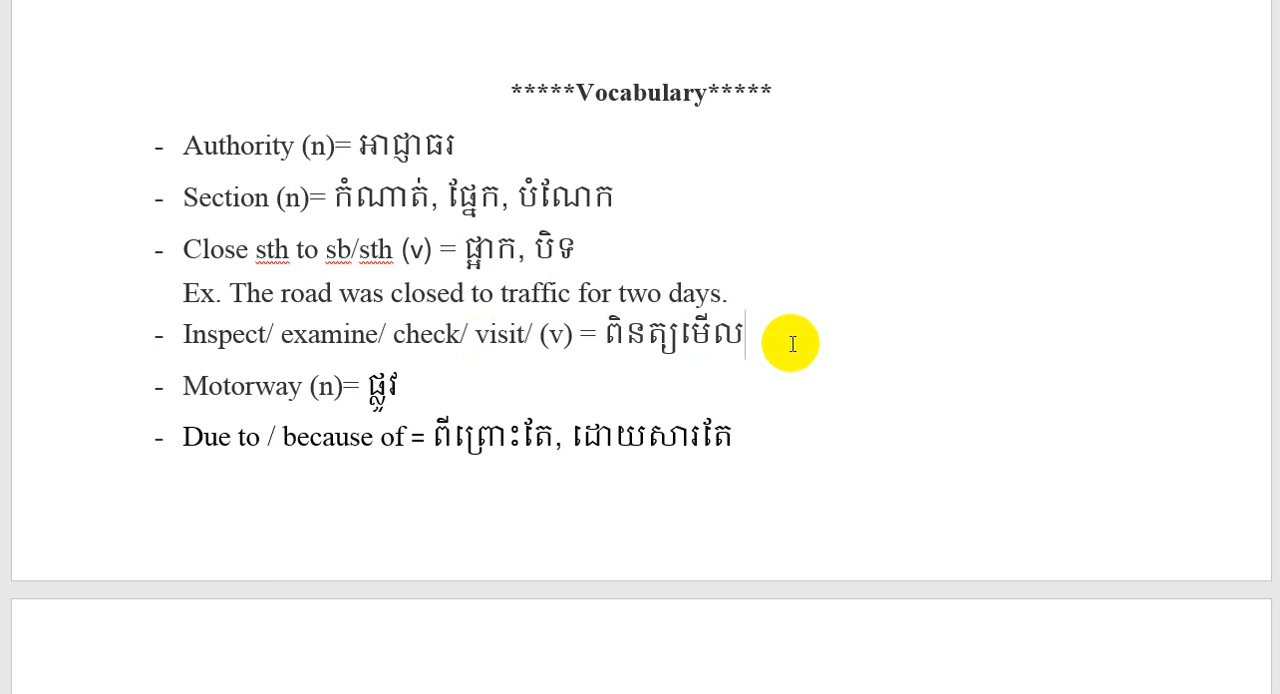 *****Vocabulary*****
- Authority (n)= អាជ្ញាធរ
- Section (n)= កំណាត់, ផ្នែក, បំណែក
- Close sth to sb/sth (v) = ផ្អាក, បិទ
Ex. The road was closed to traffic for two days.
- Inspect/ examine/ check/ visit/ (v) = ពិនត្យមើល
- Motorway (n)= ផ្លូវ
- Due to / because of = ពីព្រោះតែ, ដោយសារតែ